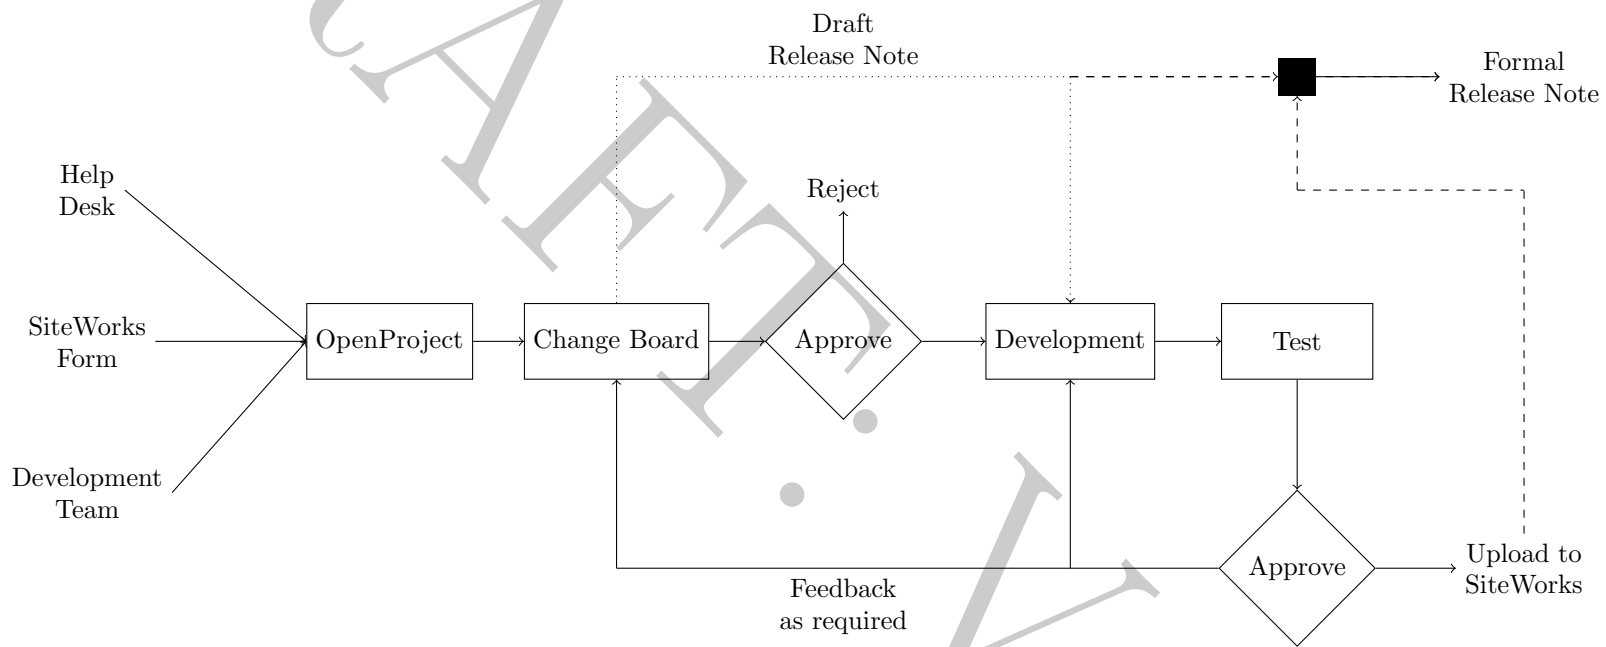 Draft
Release Note
Formal
Release Note
Help
Desk
Reject
SiteWorks
Form
OpenProject
Change Board
Approve
Development
Test
Development
Team
Approve
Upload to
SiteWorks
Feedback
as required